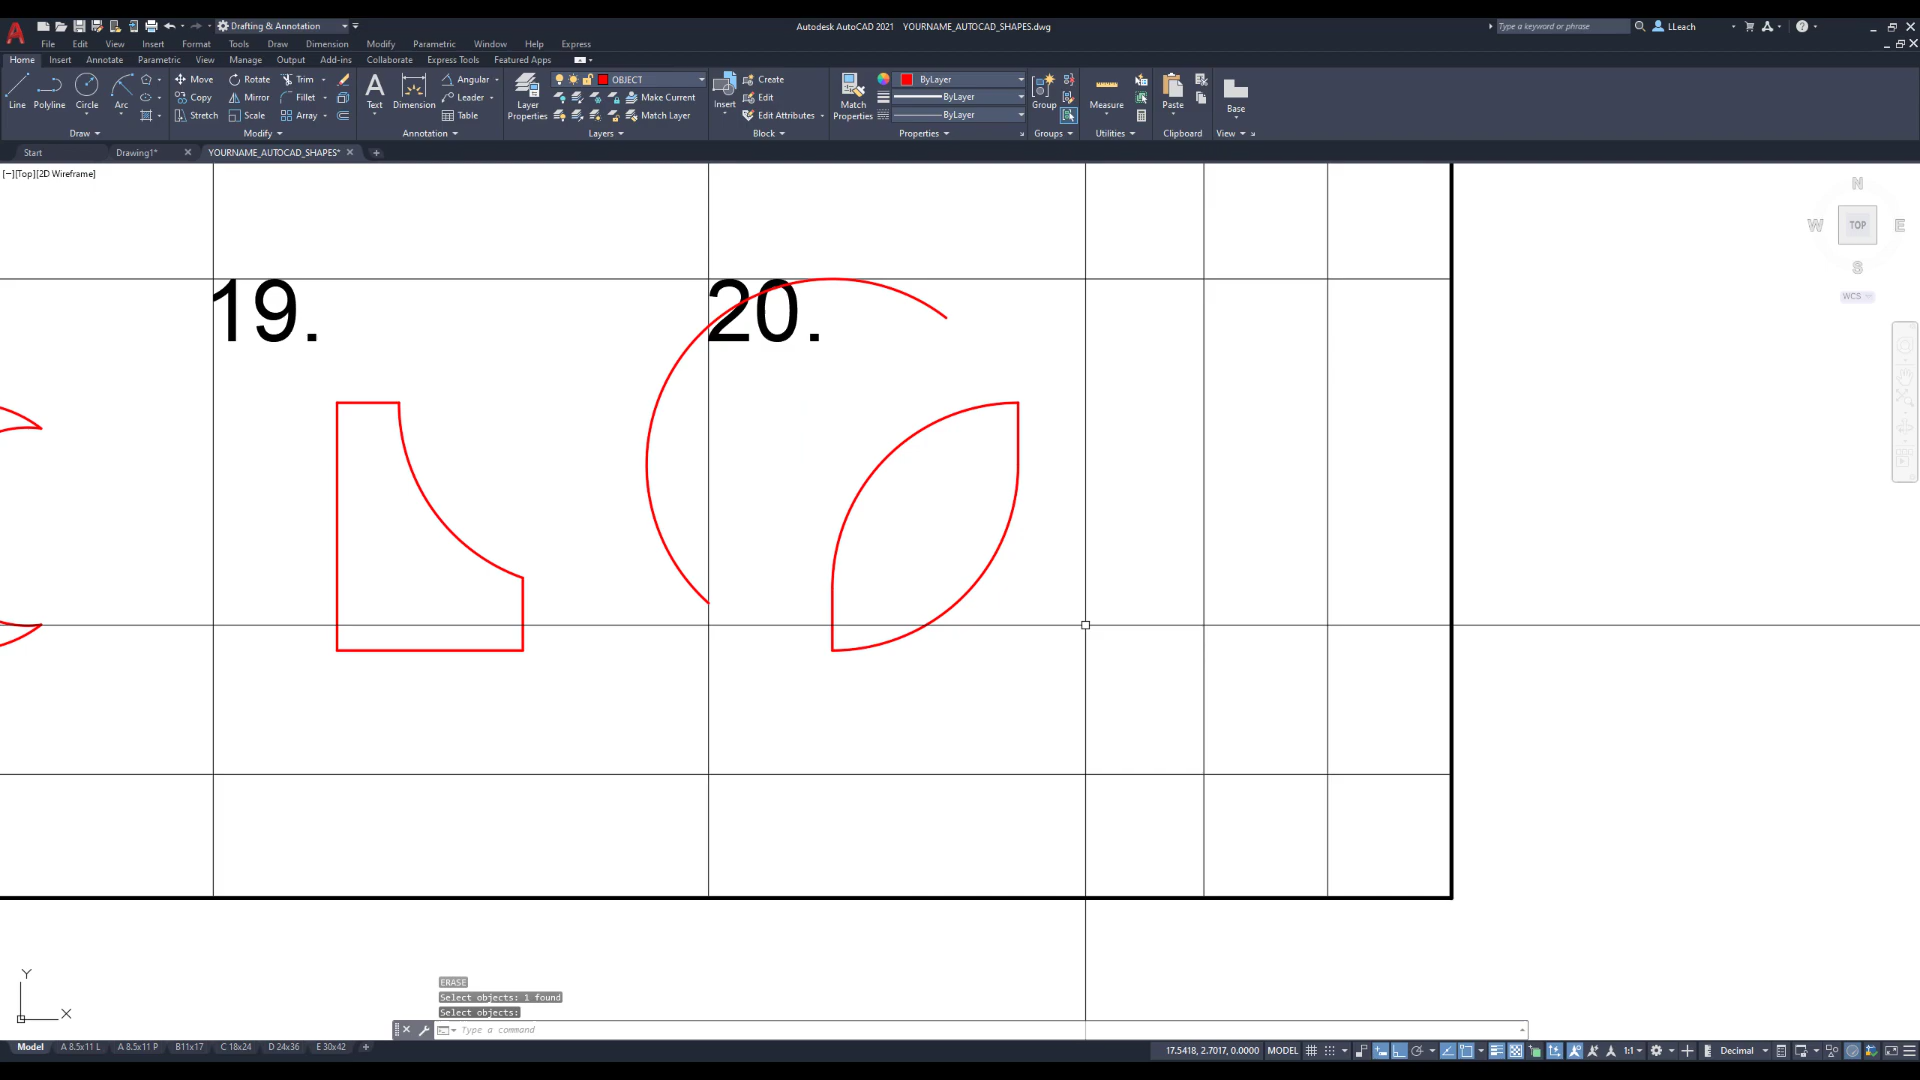 Drafting & Annotation
Autodesk AutoCAD 2021 YOURNAME_AUTOCAD_SHAPES.dwg
Type a keyword or phrase
LLeach
File Edit View Insert Format Tools Draw Dimension Modify Parametric Window Help Express
Home Insert Annotate Parametric View Manage Output Add-ins Collaborate Express Tools Featured Apps
Line Polyline Circle Arc
Draw
Move Rotate Trim
Copy Mirror Fillet
Stretch Scale Array
Modify
Text Dimension
Angular
Leader
Table
Annotation
Layer Properties
OBJECT
Make Current
Match Layer
Layers
Insert
Create
Edit
Edit Attributes
Block
Match Properties
ByLayer
ByLayer
ByLayer
Properties
Group
Groups
Measure
Utilities
Paste
Clipboard
Base
View
Start Drawing1* YOURNAME_AUTOCAD_SHAPES*
[−][Top][2D Wireframe]
N
W TOP E
S
WCS
19. 20.
Y
X
ERASE
Select objects: 1 found
Select objects:
Type a command
Model A 8.5x11 L A 8.5x11 P B11x17 C 18x24 D 24x36 E 30x42
17.5418, 2.7017, 0.0000 MODEL 1:1 Decimal